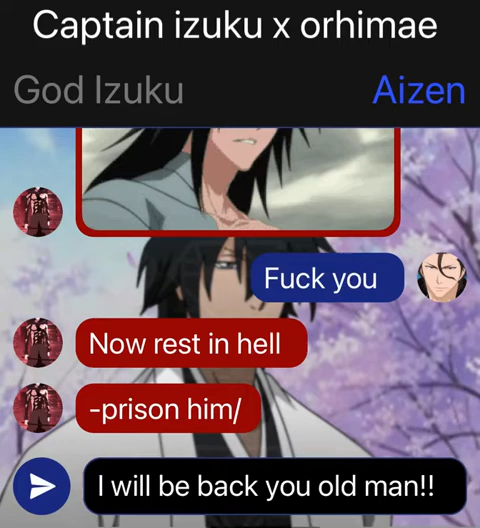 Captain izuku x orhimae
God Izuku
Aizen
Fuck you
Now rest in hell
-prison him/
I will be back you old man!!